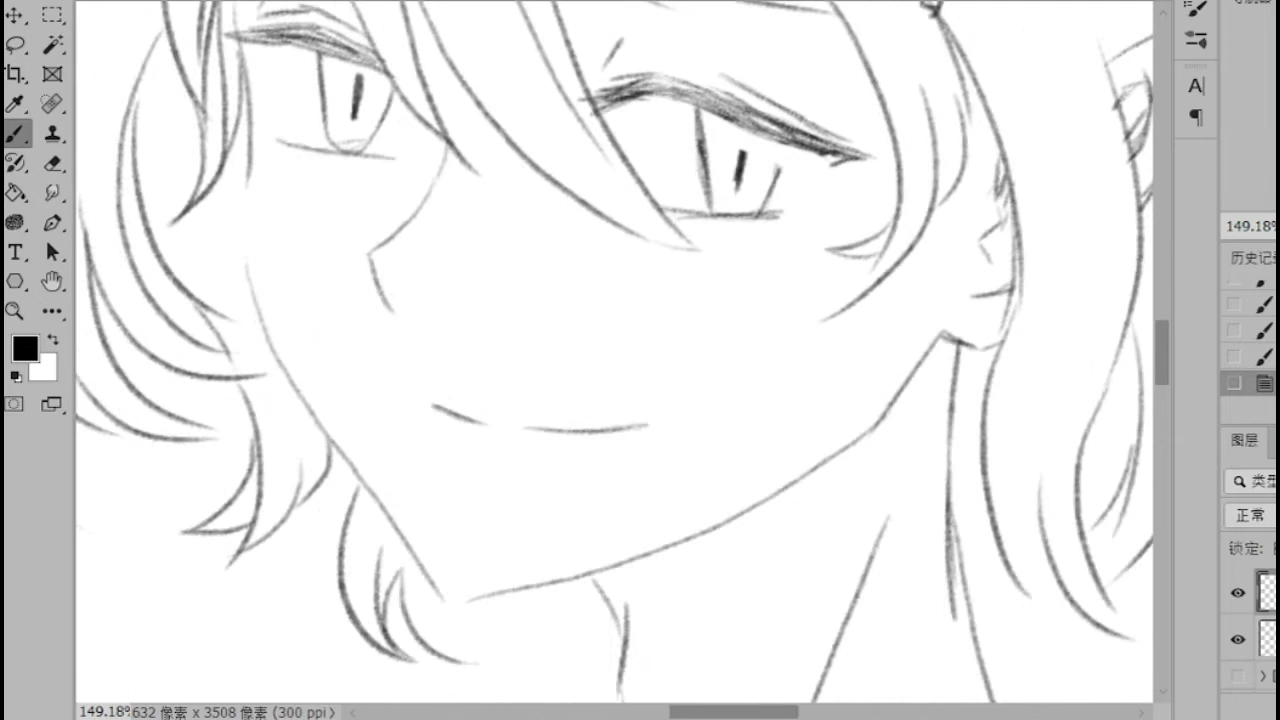 149.18%
历史记
图层
类型
正常
锁定:
149.18% 632 像素 x 3508 像素 (300 ppi)